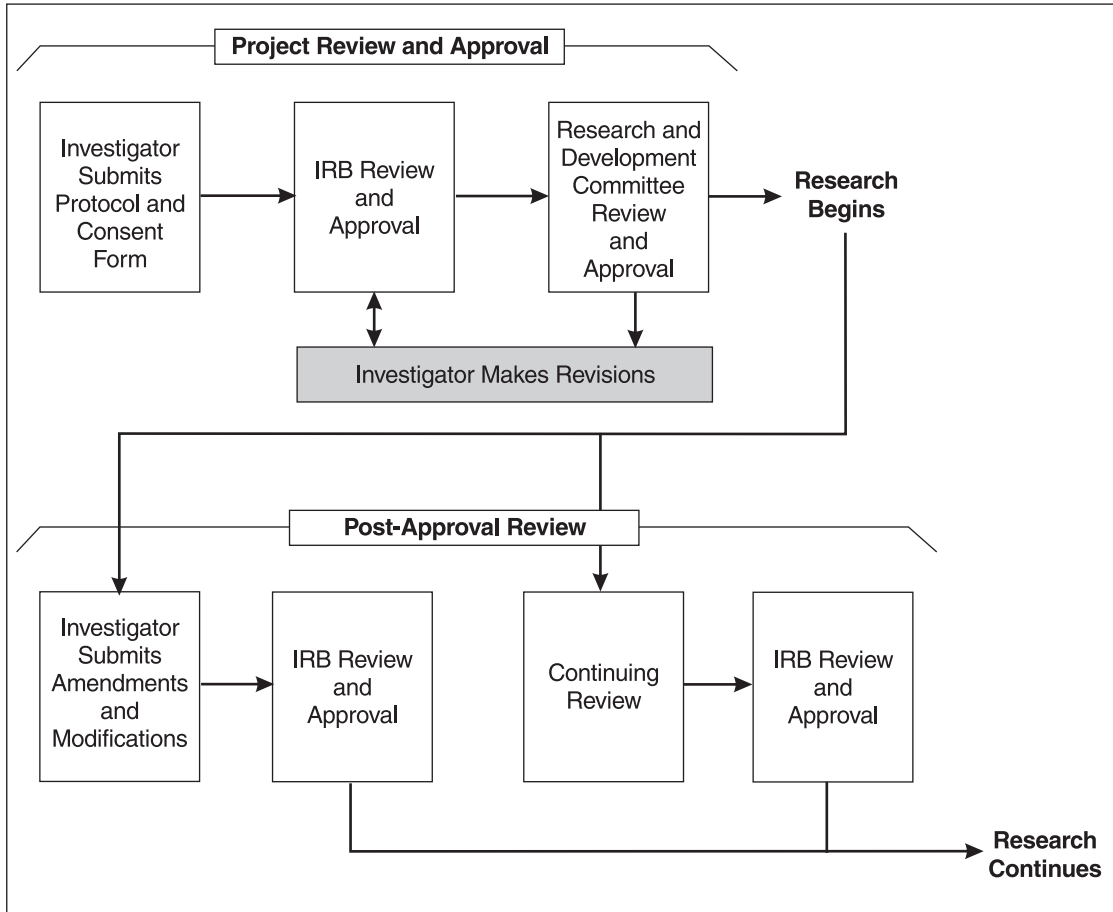 Project Review and Approval
Investigator
Submits
Protocol and
Consent
Form
IRB Review
and
Approval
Research and
Development
Committee
Review
and
Approval
Research
Begins
Investigator Makes Revisions
Post-Approval Review
Investigator
Submits
Amendments
and
Modifications
IRB Review
and
Approval
Continuing
Review
IRB Review
and
Approval
Research
Continues